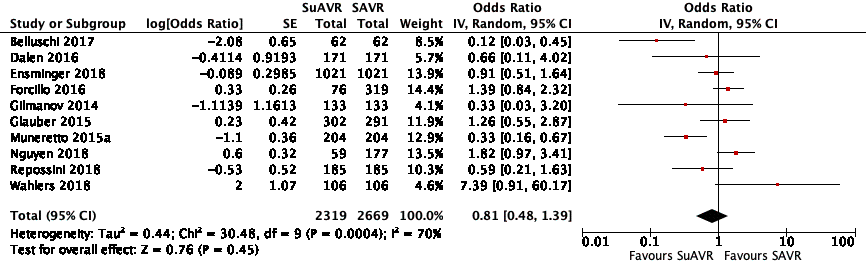 SuAVR SAVR Odds Ratio Odds Ratio
Study or Subgroup log[Odds Ratio] SE Total Total Weight IV, Random, 95% CI IV, Random, 95% CI
Belluschi 2017 -2.08 0.65 62 62 8.5% 0.12 [0.03, 0.45]
Dalen 2016 -0.4114 0.9193 171 171 5.7% 0.66 [0.11, 4.02]
Ensminger 2018 -0.089 0.2985 1021 1021 13.9% 0.91 [0.51, 1.64]
Forcillo 2016 0.33 0.26 76 319 14.4% 1.39 [0.84, 2.32]
Gilmanov 2014 -1.1139 1.1613 133 133 4.1% 0.33 [0.03, 3.20]
Glauber 2015 0.23 0.42 302 291 11.9% 1.26 [0.55, 2.87]
Muneretto 2015a -1.1 0.36 204 204 12.9% 0.33 [0.16, 0.67]
Nguyen 2018 0.6 0.32 59 177 13.5% 1.82 [0.97, 3.41]
Repossini 2018 -0.53 0.52 185 185 10.3% 0.59 [0.21, 1.63]
Wahlers 2018 2 1.07 106 106 4.6% 7.39 [0.91, 60.17]
Total (95% CI) 2319 2669 100.0% 0.81 [0.48, 1.39]
Heterogeneity: Tau² = 0.44; Chi² = 30.48, df = 9 (P = 0.0004); I² = 70%
Test for overall effect: Z = 0.76 (P = 0.45)
0.01 0.1 1 10 100
Favours SuAVR Favours SAVR